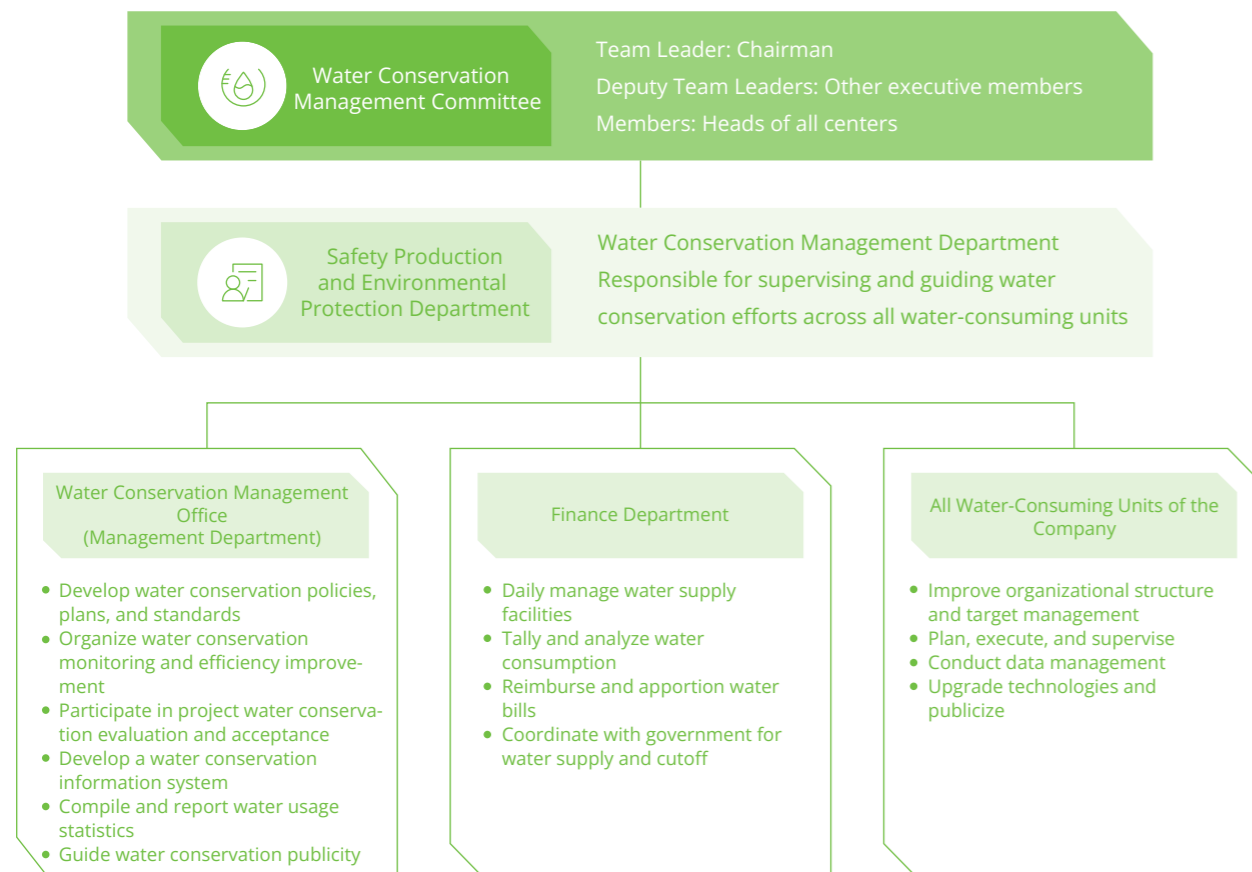 Water Conservation
Management Committee
Team Leader: Chairman
Deputy Team Leaders: Other executive members
Members: Heads of all centers
Safety Production
and Environmental
Protection Department
Water Conservation Management Department
Responsible for supervising and guiding water
conservation efforts across all water-consuming units
Water Conservation Management
Office
(Management Department)
• Develop water conservation policies,
plans, and standards
• Organize water conservation
monitoring and efficiency improve-
ment
• Participate in project water conserva-
tion evaluation and acceptance
• Develop a water conservation
information system
• Compile and report water usage
statistics
• Guide water conservation publicity
Finance Department
• Daily manage water supply
facilities
• Tally and analyze water
consumption
• Reimburse and apportion water
bills
• Coordinate with government for
water supply and cutoff
All Water-Consuming Units of the
Company
• Improve organizational structure
and target management
• Plan, execute, and supervise
• Conduct data management
• Upgrade technologies and
publicize